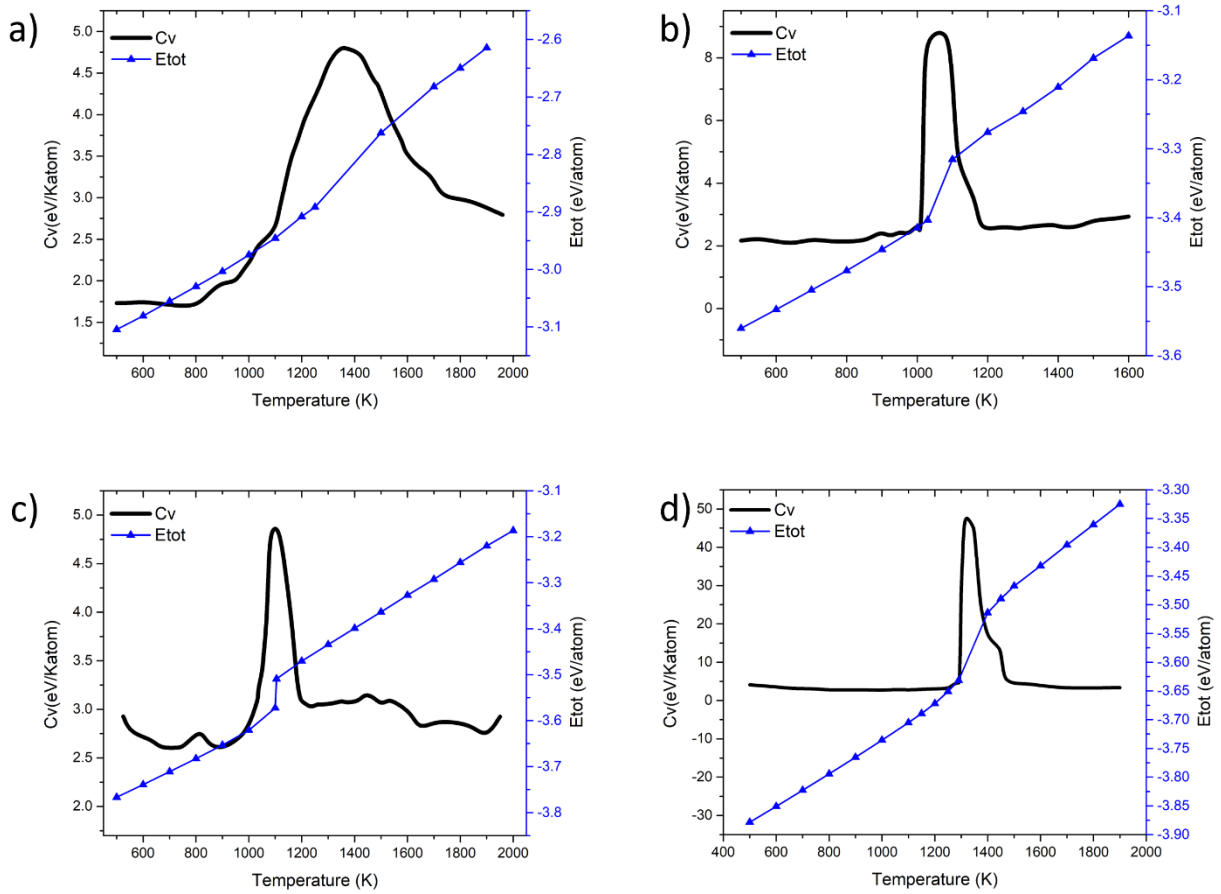 a)
Cv
Etot
5.0
4.5
4.0
3.5
3.0
2.5
2.0
1.5
Cv(eV/Katom)
-2.6
-2.7
-2.8
-2.9
-3.0
-3.1
Etot (eV/atom)
600 800 1000 1200 1400 1600 1800 2000
Temperature (K)
b)
Cv
Etot
8
6
4
2
0
Cv(eV/Katom)
-3.1
-3.2
-3.3
-3.4
-3.5
-3.6
Etot (eV/atom)
600 800 1000 1200 1400 1600
Temperature (K)
c)
Cv
Etot
5.0
4.5
4.0
3.5
3.0
2.5
2.0
Cv(eV/Katom)
-3.1
-3.2
-3.3
-3.4
-3.5
-3.6
-3.7
-3.8
Etot (eV/atom)
600 800 1000 1200 1400 1600 1800 2000
Temperature (K)
d)
Cv
Etot
50
40
30
20
10
0
-10
-20
-30
Cv(eV/Katom)
-3.30
-3.35
-3.40
-3.45
-3.50
-3.55
-3.60
-3.65
-3.70
-3.75
-3.80
-3.85
-3.90
Etot (eV/atom)
400 600 800 1000 1200 1400 1600 1800 2000
Temperature (K)